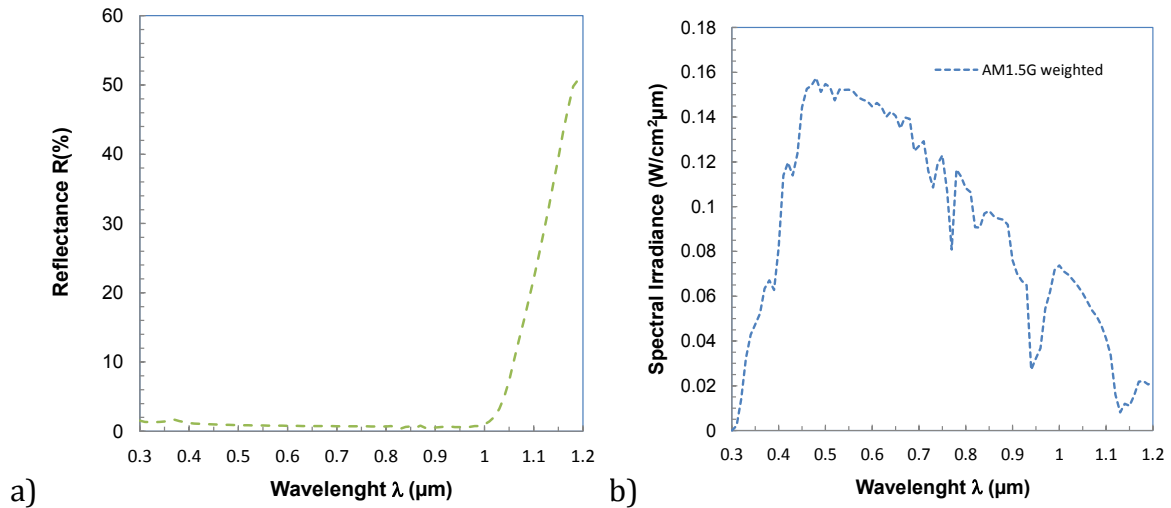 60
50
40
30
20
10
0
Reflectance R(%)
0.3 0.4 0.5 0.6 0.7 0.8 0.9 1 1.1 1.2
Wavelenght λ (µm)
a)
0.18
0.16
0.14
0.12
0.1
0.08
0.06
0.04
0.02
0
Spectral Irradiance (W/cm²µm)
AM1.5G weighted
0.3 0.4 0.5 0.6 0.7 0.8 0.9 1 1.1 1.2
Wavelenght λ (µm)
b)